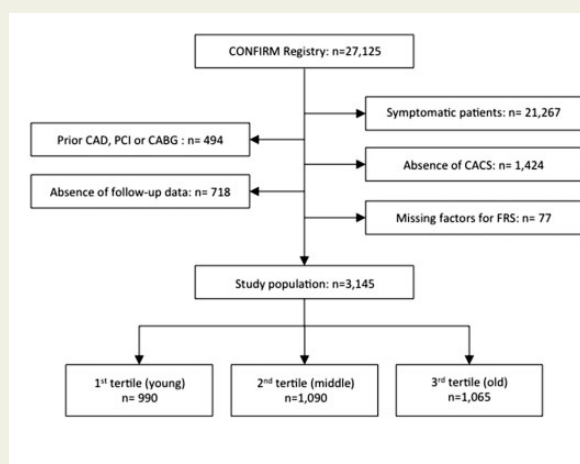 CONFIRM Registry: n=27,125
Symptomatic patients: n= 21,267
Prior CAD, PCI or CABG : n= 494
Absence of CACS: n= 1,424
Absence of follow-up data: n= 718
Missing factors for FRS: n= 77
Study population: n=3,145
1st tertile (young)
n= 990
2nd tertile (middle)
n=1,090
3rd tertile (old)
n=1,065